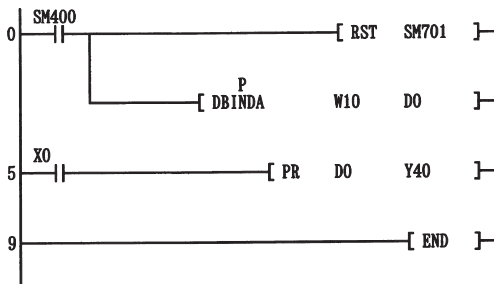 SM400
0 [ RST SM701 ]
P
[ DBINDA W10 D0 ]
X0
5 [ PR D0 Y40 ]
9 [ END ]